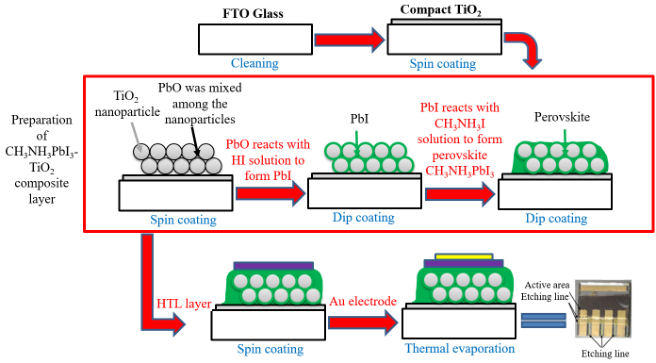 FTO Glass
Compact TiO₂
Cleaning
Spin coating
Preparation
of
CH₃NH₃PbI₃-
TiO₂
composite
layer
TiO₂
nanoparticle
PbO was mixed
among the
nanoparticles
PbO reacts with
HI solution to
form PbI
PbI
PbI reacts with
CH₃NH₃I
solution to form
perovskite
CH₃NH₃PbI₃
Perovskite
Spin coating
Dip coating
Dip coating
HTL layer
Au electrode
Spin coating
Thermal evaporation
Active area
Etching line
Etching line